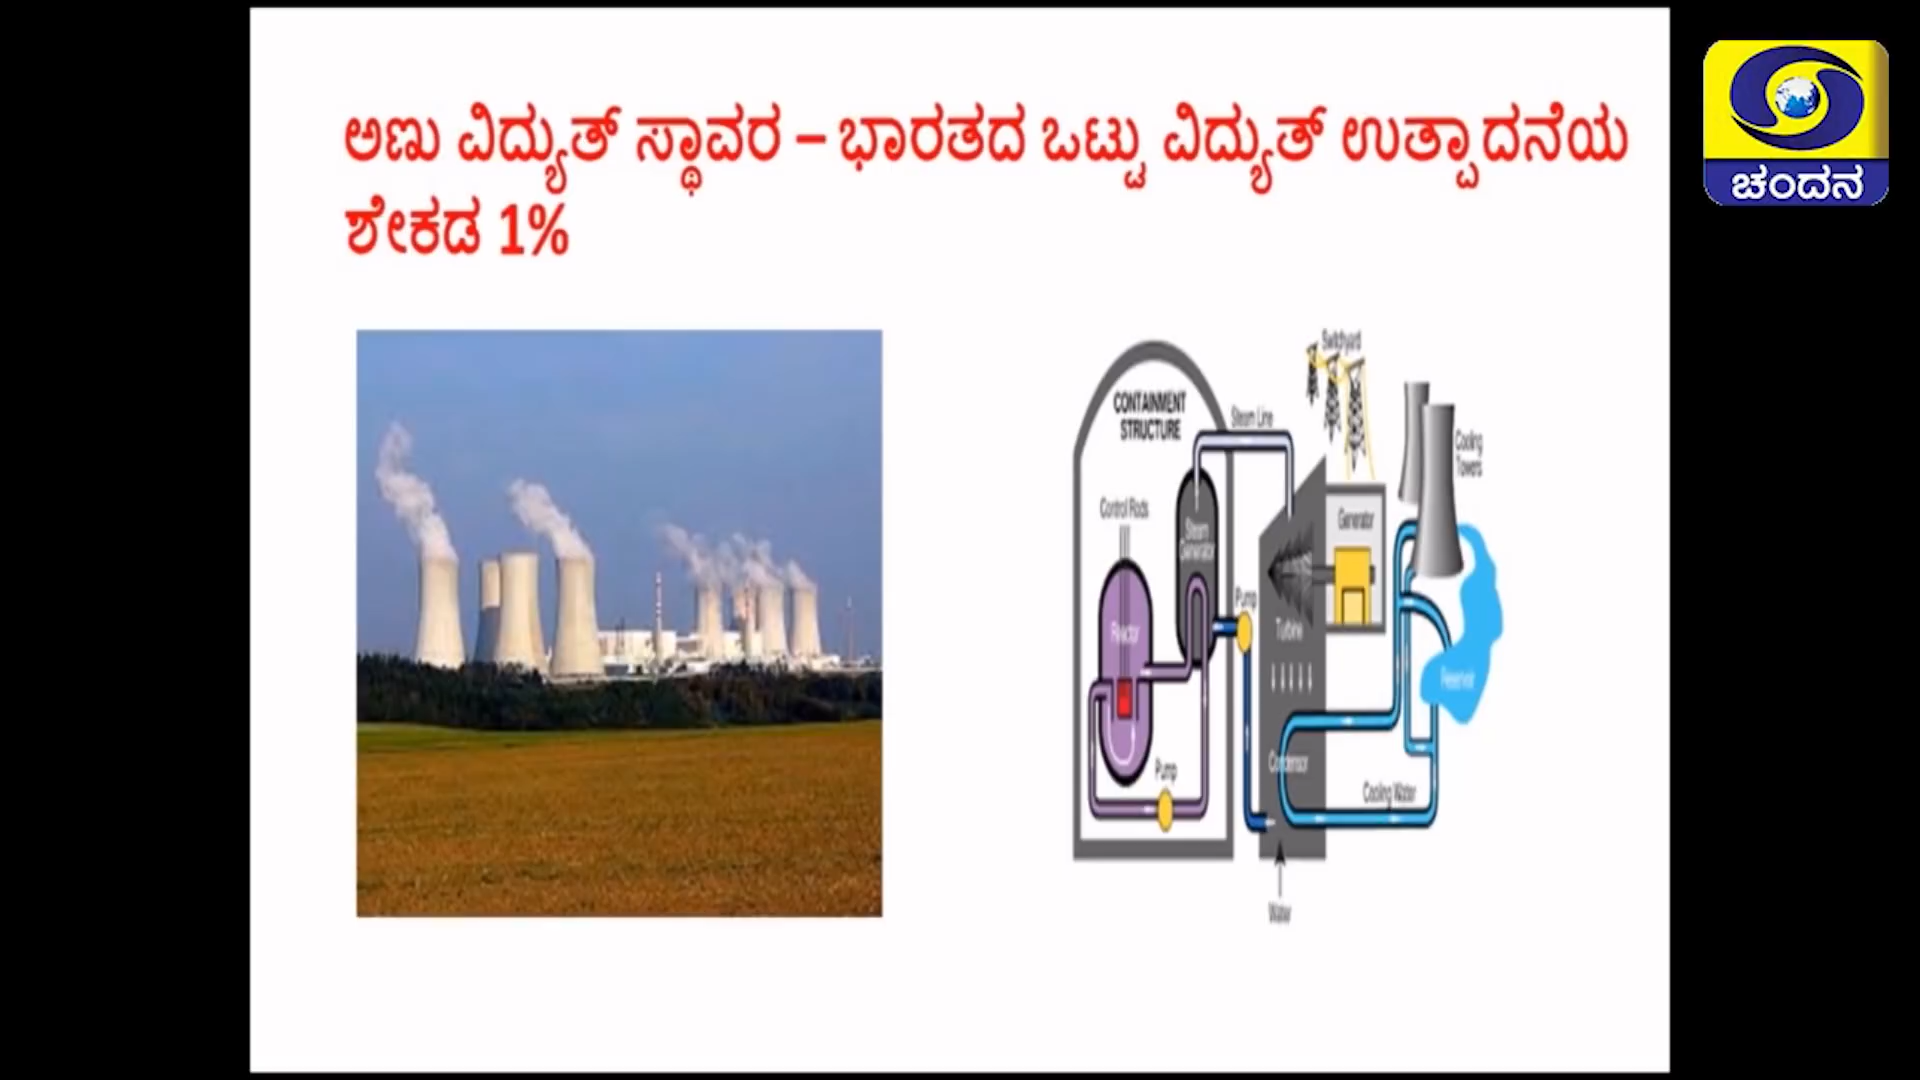 ಅಣು ವಿದ್ಯುತ್ ಸ್ಥಾವರ – ಭಾರತದ ಒಟ್ಟು ವಿದ್ಯುತ್ ಉತ್ಪಾದನೆಯ
ಶೇಕಡ 1%
ಚಂದನ
Switchyard
CONTAINMENT
STRUCTURE
Steam Line
Cooling
Towers
Control Rods
Steam
Generator
Generator
Pump
Reactor
Turbine
Reservoir
Pump
Condensor
Cooling Water
Water